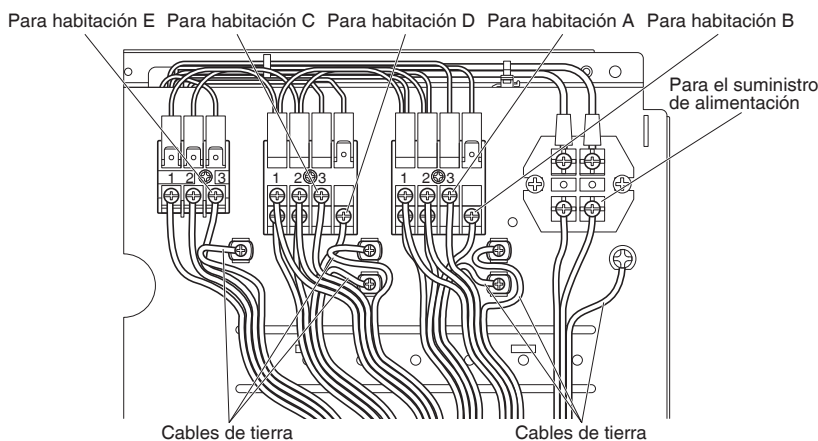 Para habitación E Para habitación C Para habitación D Para habitación A Para habitación B
Para el suministro
de alimentación
1 2 3 1 2 3 1 2 3
Cables de tierra Cables de tierra